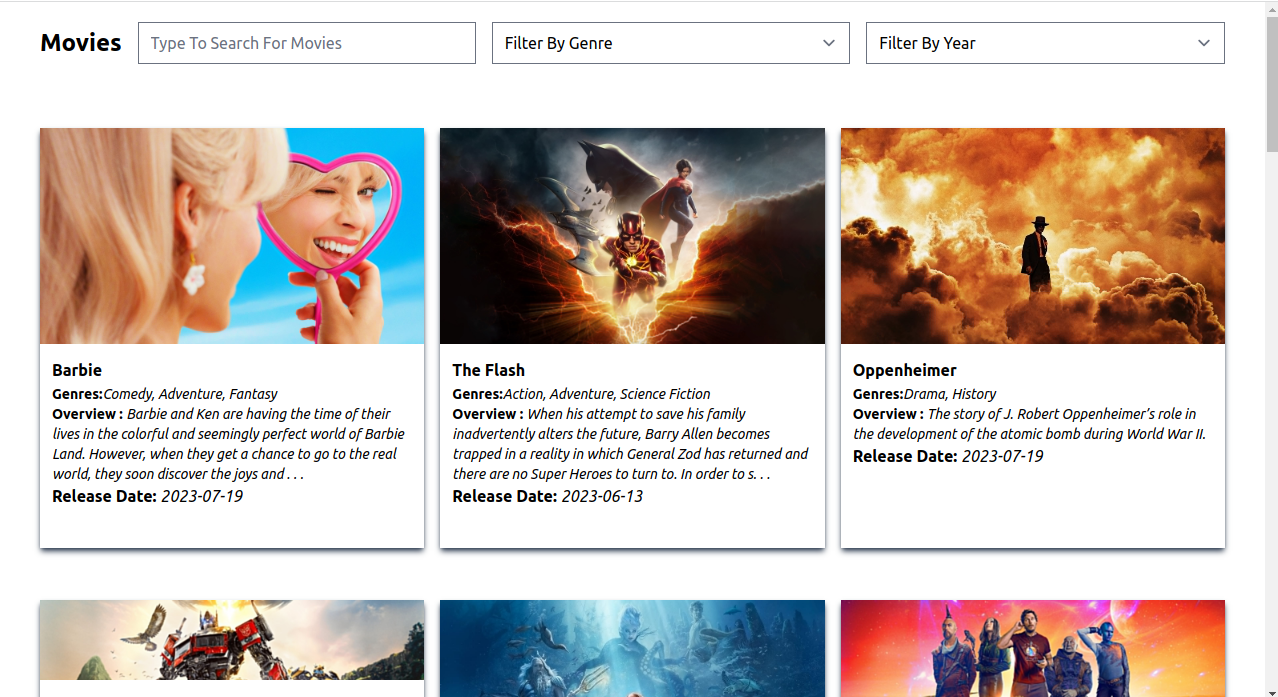 Movies
Type To Search For Movies
Filter By Genre
Filter By Year
Barbie
Genres:Comedy, Adventure, Fantasy
Overview : Barbie and Ken are having the time of their
lives in the colorful and seemingly perfect world of Barbie
Land. However, when they get a chance to go to the real
world, they soon discover the joys and . . .
Release Date: 2023-07-19
The Flash
Genres:Action, Adventure, Science Fiction
Overview : When his attempt to save his family
inadvertently alters the future, Barry Allen becomes
trapped in a reality in which General Zod has returned and
there are no Super Heroes to turn to. In order to s. . .
Release Date: 2023-06-13
Oppenheimer
Genres:Drama, History
Overview : The story of J. Robert Oppenheimer’s role in
the development of the atomic bomb during World War II.
Release Date: 2023-07-19